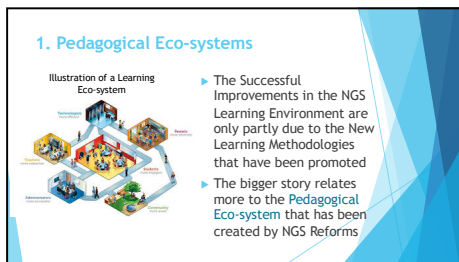 1. Pedagogical Eco-systems
Illustration of a Learning
Eco-system
Technologists
Parents
Teachers
Students
Administrators
Community
The Successful
Improvements in the NGS
Learning Environment are
only partly due to the New
Learning Methodologies
that have been promoted
The bigger story relates
more to the Pedagogical
Eco-system that has been
created by NGS Reforms